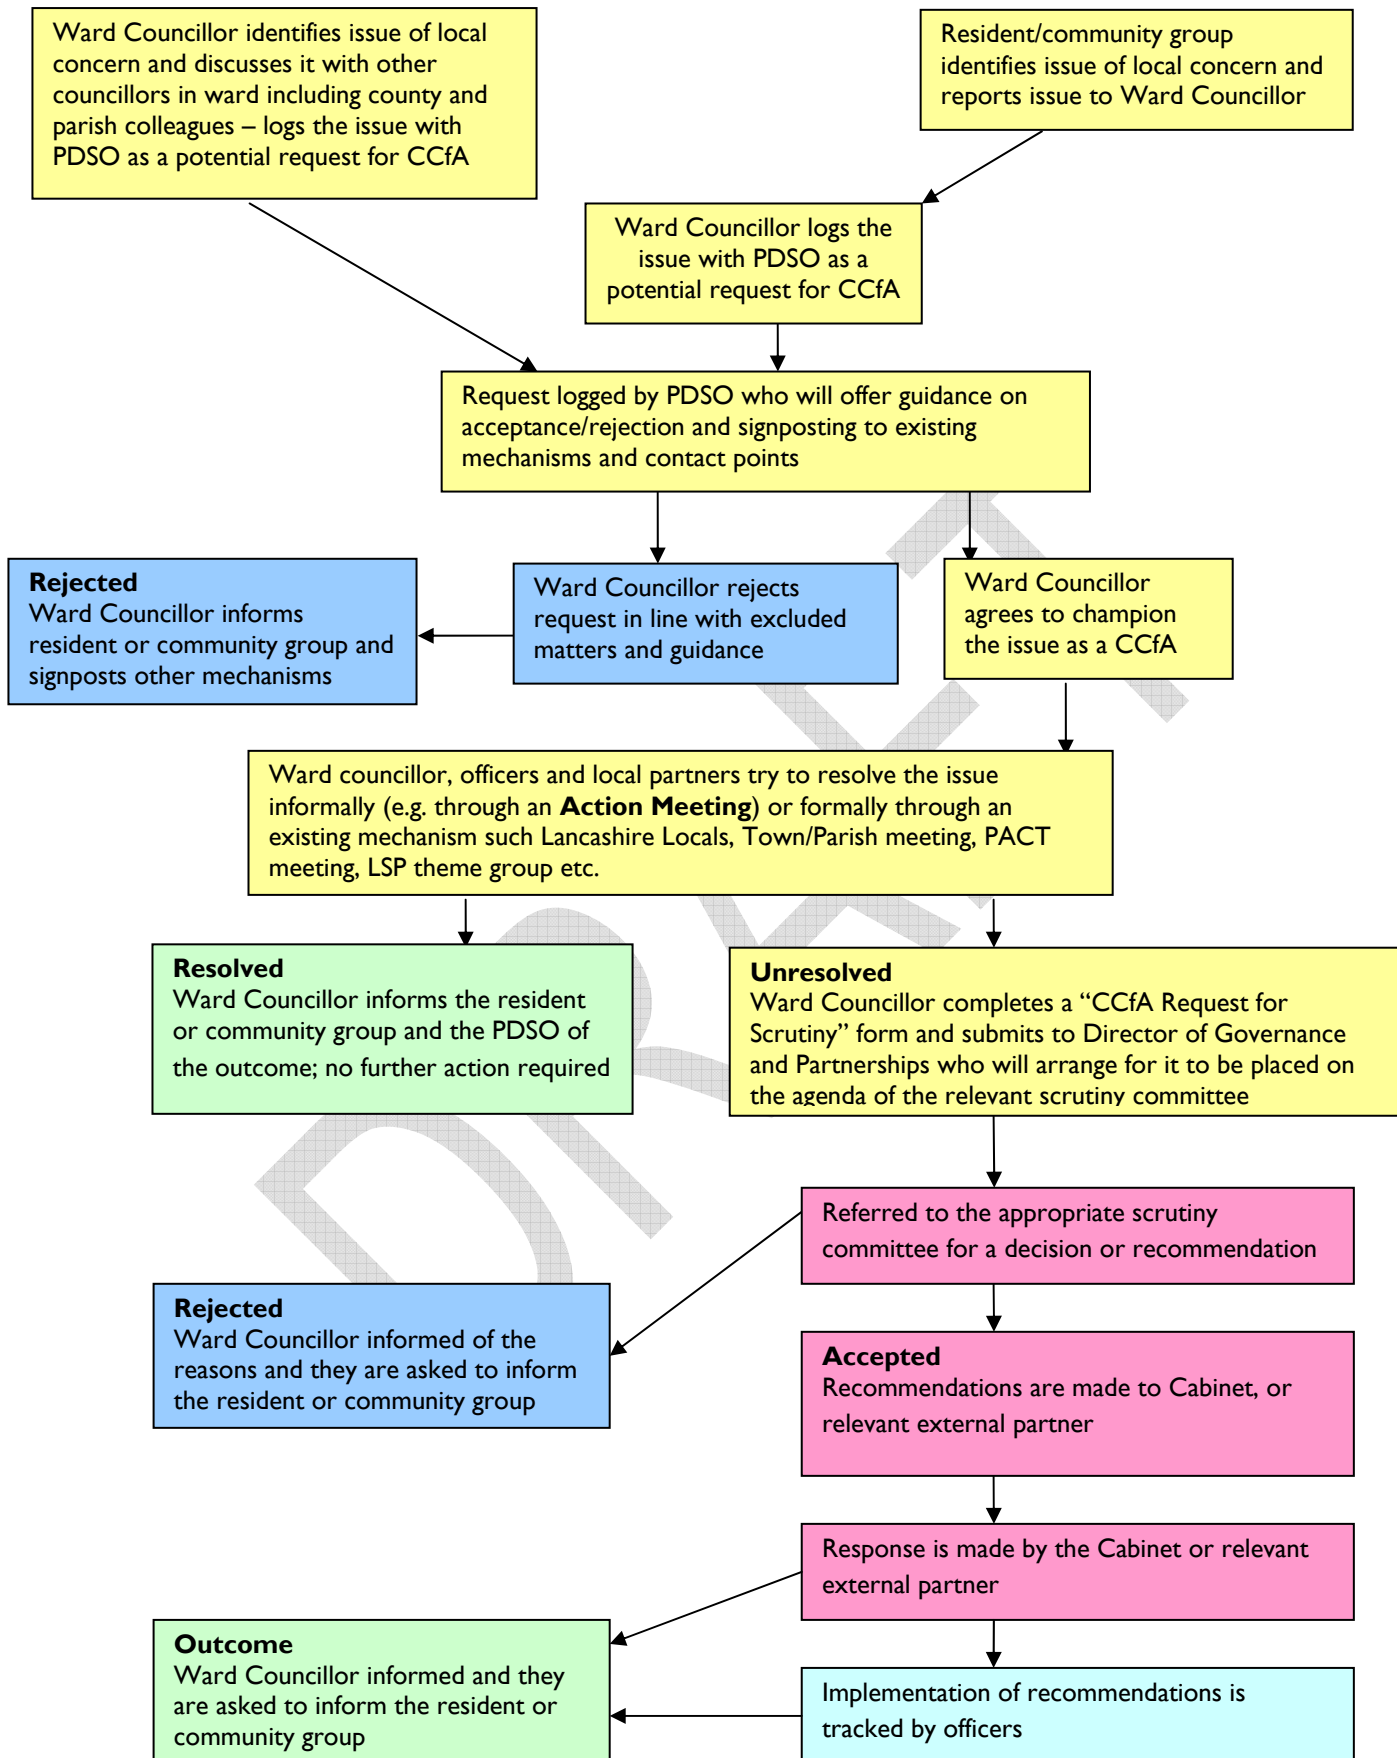 Ward Councillor identifies issue of local
concern and discusses it with other
councillors in ward including county and
parish colleagues – logs the issue with
PDSO as a potential request for CCfA
Resident/community group
identifies issue of local concern and
reports issue to Ward Councillor
Ward Councillor logs the
issue with PDSO as a
potential request for CCfA
Request logged by PDSO who will offer guidance on
acceptance/rejection and signposting to existing
mechanisms and contact points
Rejected
Ward Councillor informs
resident or community group and
signposts other mechanisms
Ward Councillor rejects
request in line with excluded
matters and guidance
Ward Councillor
agrees to champion
the issue as a CCfA
Ward councillor, officers and local partners try to resolve the issue
informally (e.g. through an Action Meeting) or formally through an
existing mechanism such Lancashire Locals, Town/Parish meeting, PACT
meeting, LSP theme group etc.
Resolved
Ward Councillor informs the resident
or community group and the PDSO of
the outcome; no further action required
Unresolved
Ward Councillor completes a “CCfA Request for
Scrutiny” form and submits to Director of Governance
and Partnerships who will arrange for it to be placed on
the agenda of the relevant scrutiny committee
Referred to the appropriate scrutiny
committee for a decision or recommendation
Rejected
Ward Councillor informed of the
reasons and they are asked to inform
the resident or community group
Accepted
Recommendations are made to Cabinet, or
relevant external partner
Response is made by the Cabinet or relevant
external partner
Outcome
Ward Councillor informed and they
are asked to inform the resident or
community group
Implementation of recommendations is
tracked by officers
DRAFT